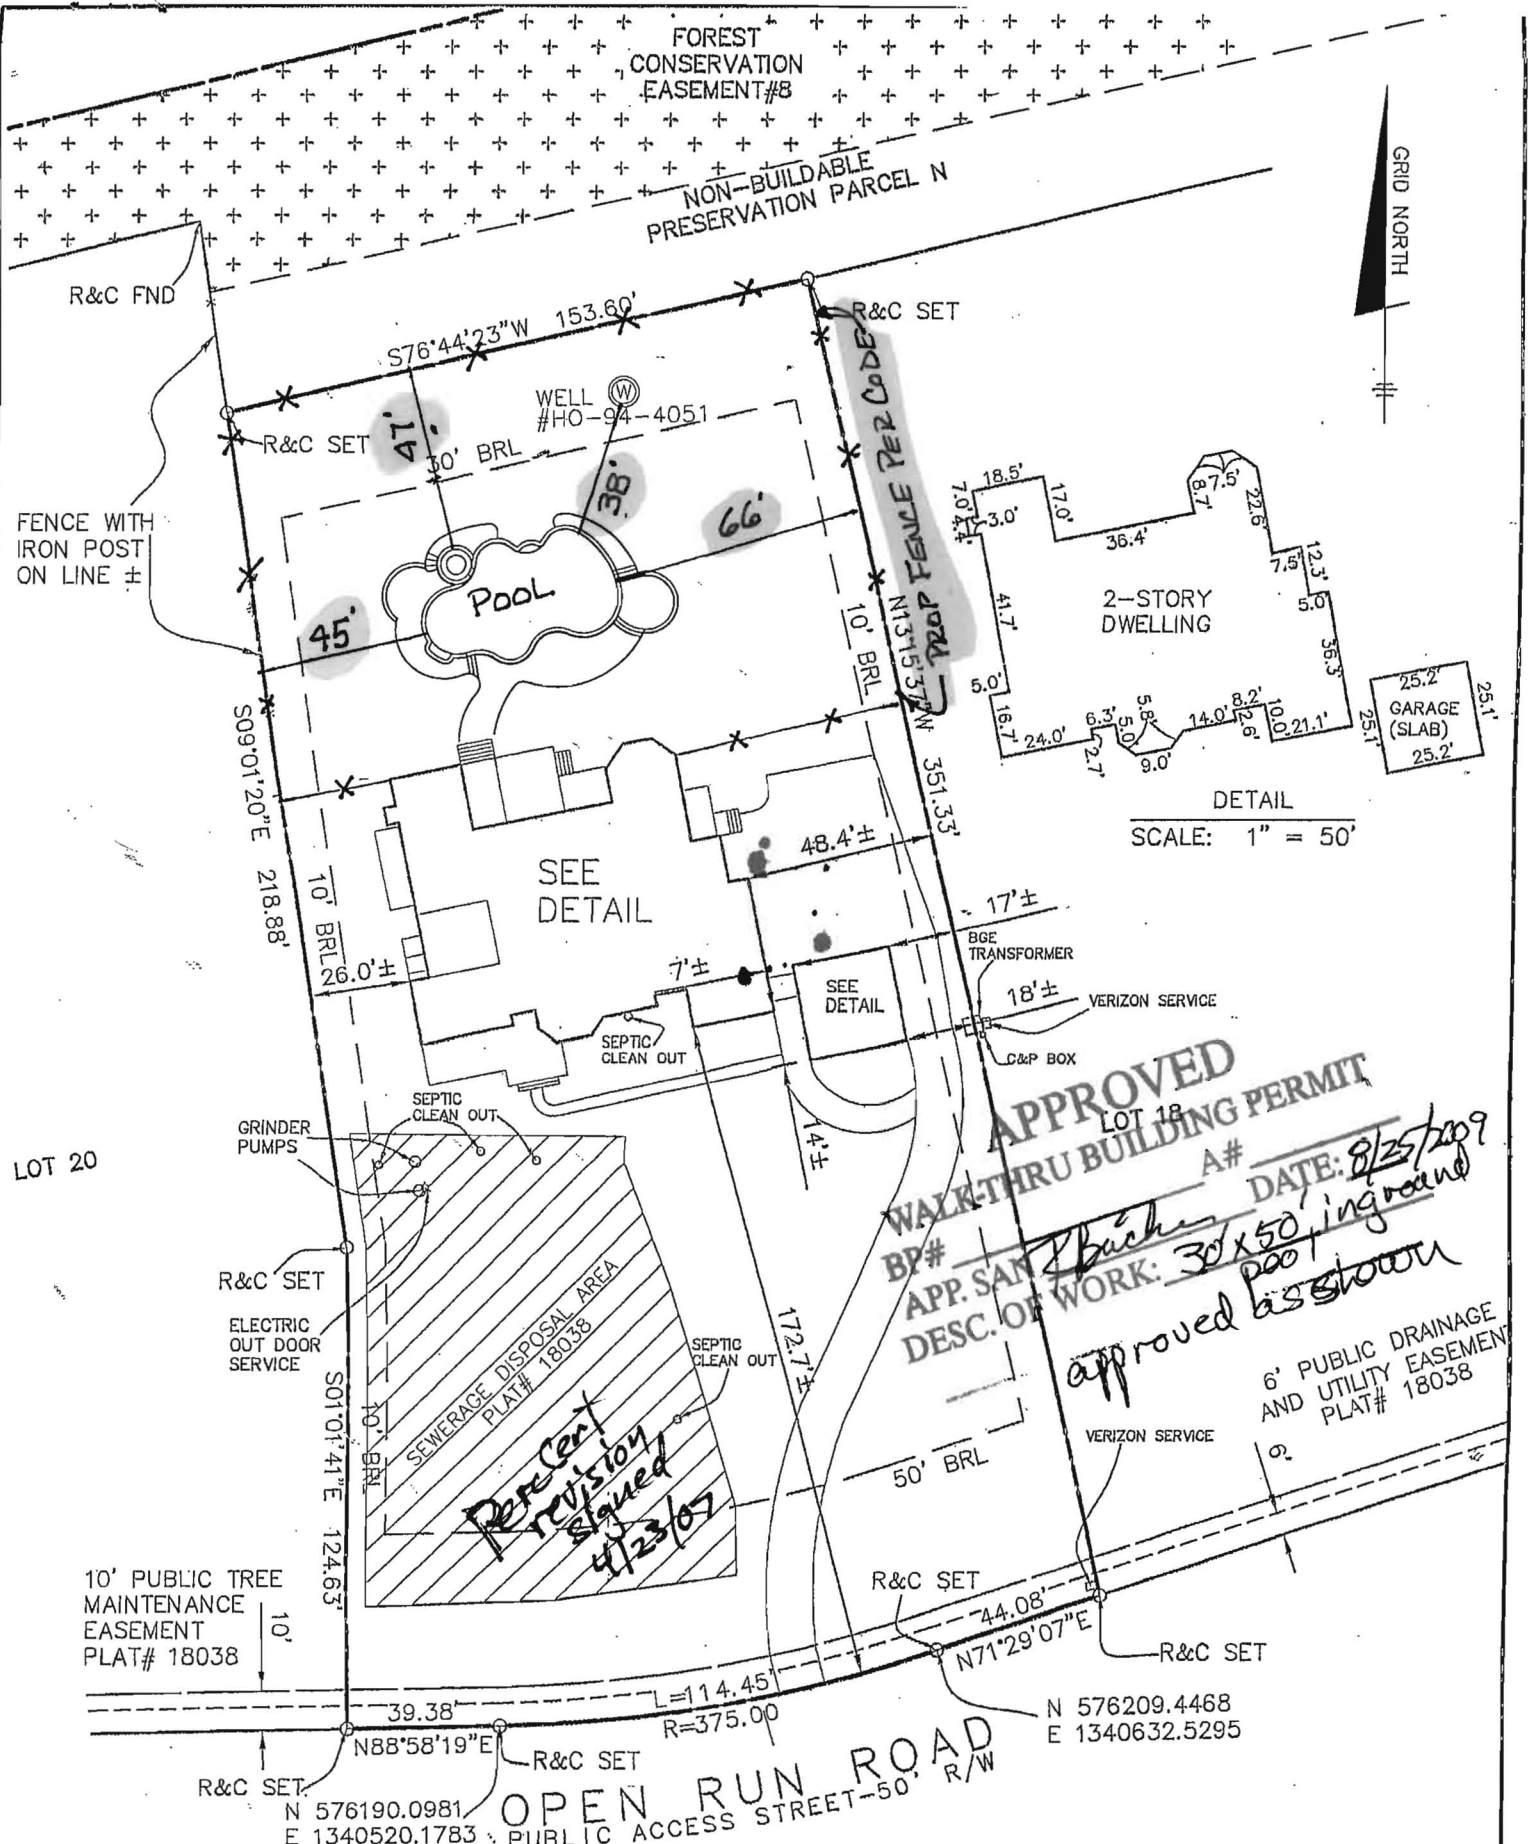 FOREST
CONSERVATION
EASEMENT#8
NON-BUILDABLE
PRESERVATION PARCEL N
GRID NORTH
R&C FND
R&C SET
S76°44'23"W 153.60'
WELL
#HO-94-4051
47'
R&C SET
30' BRL
38'
66'
PROP FENCE PER CODE
FENCE WITH
IRON POST
ON LINE ±
POOL
45'
10' BRL
N13°15'37"W
351.33'
S09°01'20"E 218.88'
18.5'
7.0'
4.4'
3.0'
17.0'
36.4'
8.7'
7.5'
22.6'
7.5'
12.3'
5.0'
41.7'
2-STORY
DWELLING
36.3'
5.0'
16.7'
24.0'
6.3'
2.7'
5.0'
5.8'
9.0'
14.0'
8.2'
2.6'
10.0'
21.1'
25.2'
GARAGE
(SLAB)
25.1'
25.1'
25.2'
DETAIL
SCALE: 1" = 50'
SEE
DETAIL
48.4'±
10' BRL
26.0'±
17'±
BGE
TRANSFORMER
7'±
SEE
DETAIL
18'±
VERIZON SERVICE
C&P BOX
SEPTIC
CLEAN OUT
SEPTIC
CLEAN OUT
GRINDER
PUMPS
14'±
LOT 20
LOT 18
APPROVED
WALK-THRU BUILDING PERMIT
BP# A#
APP. SAN DATE: 8/25/2009
DESC. OF WORK: 30'x50' inground
pool
approved as shown
R&C SET
ELECTRIC
OUT DOOR
SERVICE
SEWERAGE DISPOSAL AREA
PLAT# 18038
SEPTIC
CLEAN OUT
172.7'±
S01°01'41"E 124.63'
10' BRL
Perc Cert
revision
signed
4/23/07
50' BRL
6' PUBLIC DRAINAGE
AND UTILITY EASEMENT
PLAT# 18038
VERIZON SERVICE
6'
10' PUBLIC TREE
MAINTENANCE
EASEMENT
PLAT# 18038
10'
R&C SET
44.08'
N71°29'07"E
R&C SET
N 576209.4468
E 1340632.5295
39.38'
N88°58'19"E
L=114.45'
R=375.00
R&C SET
R&C SET
N 576190.0981
E 1340520.1783
OPEN RUN ROAD
PUBLIC ACCESS STREET-50' R/W